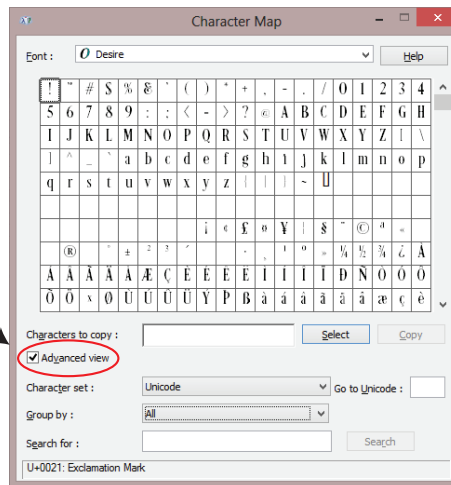 Character Map
Font : O Desire Help
! " # $ % & ' ( ) * + , - . / 0 1 2 3 4
5 6 7 8 9 : ; < - > ? @ A B C D E F G H
I J K L M N O P Q R S T U V W X Y Z [ \
] ^ _ ` a b c d e f g h i j k l m n o p
q r s t u v w x y z { | } ~
¡ ¢ £ ¤ ¥ ¦ § ¨ © ª «
® ¯ ° ± ² ³ ´ · ¸ ¹ º » ¼ ½ ¾ ¿ À
Á Â Ã Ä Å Æ Ç È É Ê Ë Ì Í Î Ï Ð Ñ Ò Ó Ô
Õ Ö x Ø Ù Ú Û Ü Ý Þ ß à á â ã ä å æ ç è
Characters to copy : Select Copy
Advanced view
Character set : Unicode Go to Unicode :
Group by : All
Search for : Search
U+0021: Exclamation Mark